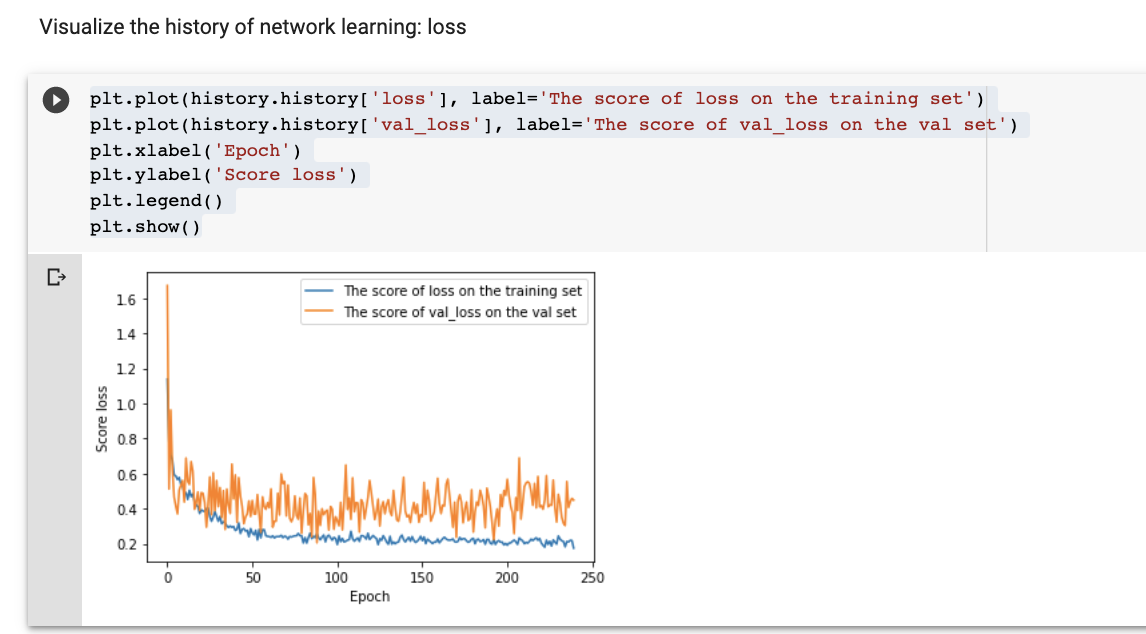 Visualize the history of network learning: loss
plt.plot(history.history['loss'], label='The score of loss on the training set')
plt.plot(history.history['val_loss'], label='The score of val_loss on the val set')
plt.xlabel('Epoch')
plt.ylabel('Score loss')
plt.legend()
plt.show()
The score of loss on the training set
The score of val_loss on the val set
1.6
1.4
1.2
1.0
0.8
0.6
0.4
0.2
Score loss
0 50 100 150 200 250
Epoch